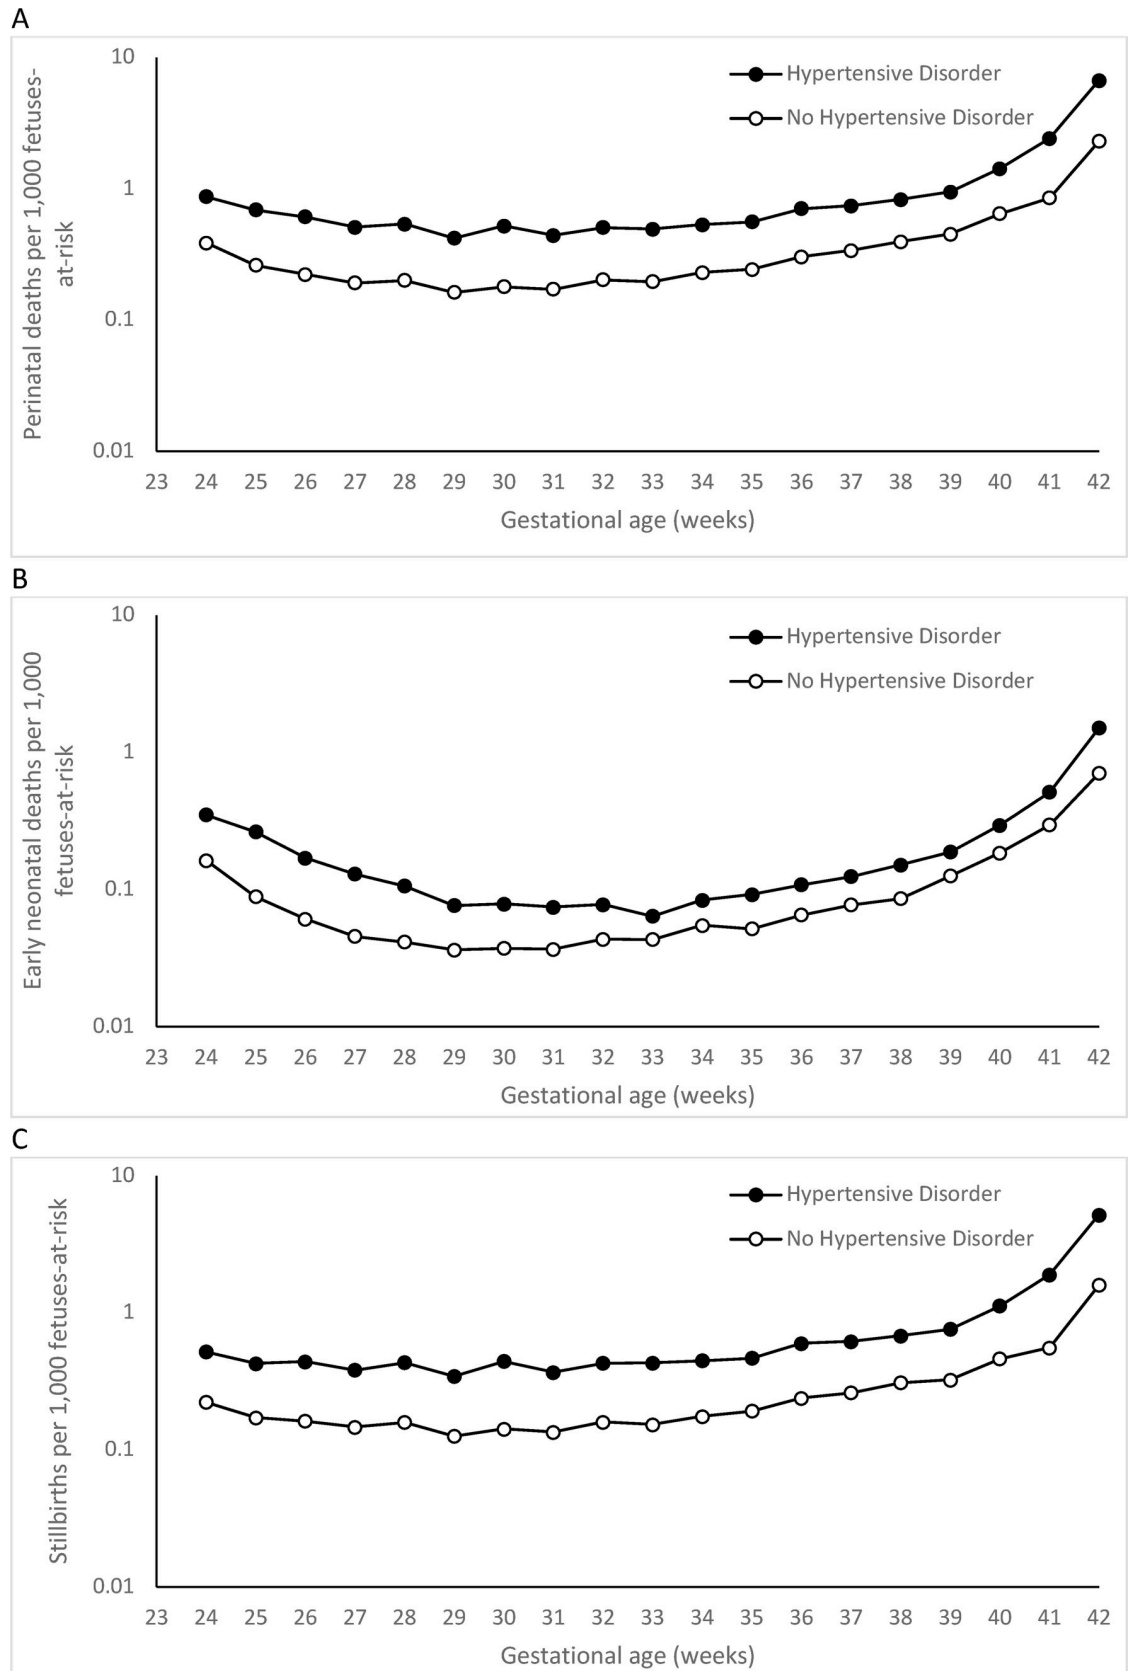 A
Perinatal deaths per 1,000 fetuses-
at-risk
10
1
0.1
0.01
Hypertensive Disorder
No Hypertensive Disorder
23 24 25 26 27 28 29 30 31 32 33 34 35 36 37 38 39 40 41 42
Gestational age (weeks)
B
Early neonatal deaths per 1,000
fetuses-at-risk
10
1
0.1
0.01
Hypertensive Disorder
No Hypertensive Disorder
23 24 25 26 27 28 29 30 31 32 33 34 35 36 37 38 39 40 41 42
Gestational age (weeks)
C
Stillbirths per 1,000 fetuses-at-risk
10
1
0.1
0.01
Hypertensive Disorder
No Hypertensive Disorder
23 24 25 26 27 28 29 30 31 32 33 34 35 36 37 38 39 40 41 42
Gestational age (weeks)